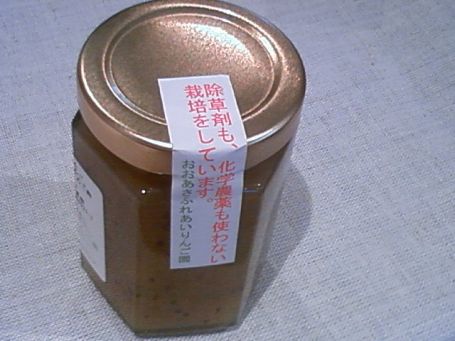 除草剤も、化学農薬も使わない
栽培をしています。
おおあさふれあいりんご園